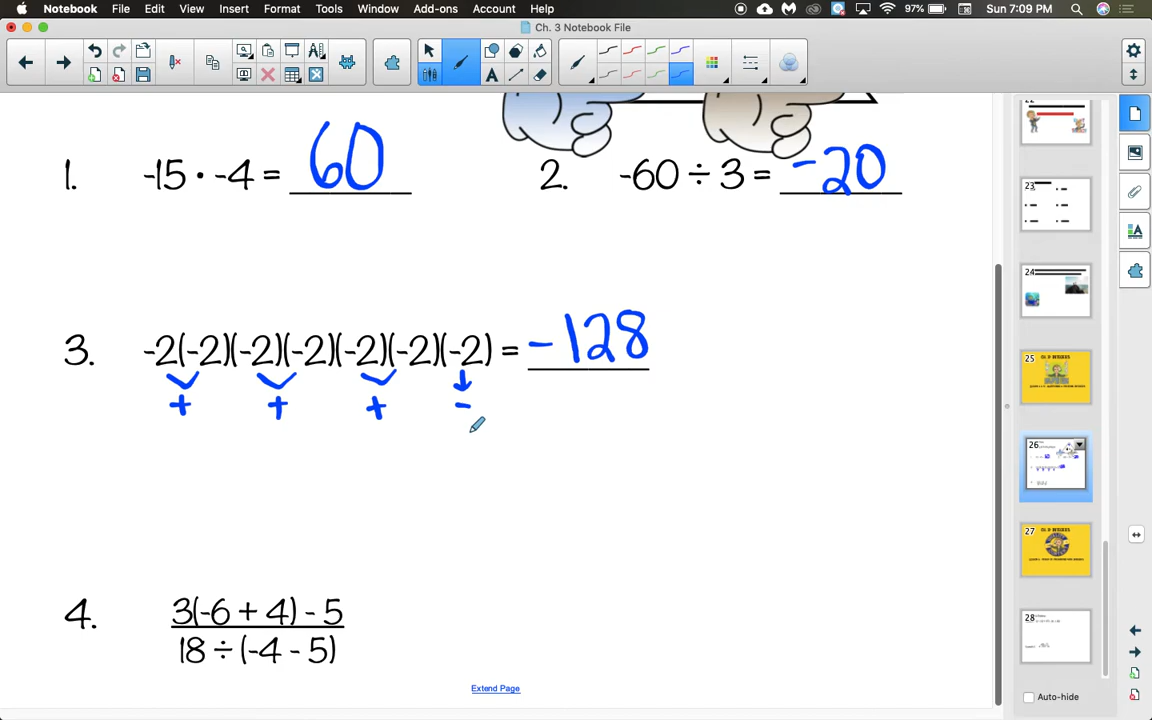 Notebook File Edit View Insert Format Tools Window Add-ons Account Help 97% Sun 7:09 PM
Ch. 3 Notebook File
1. -15 · -4 = 60
2. -60 ÷ 3 = -20
3. -2(-2)(-2)(-2)(-2)(-2)(-2) = -128
+ + + -
4. 3(-6 + 4) - 5
18 ÷ (-4 - 5)
Extend Page
22
23
24
25
26
27
28
Auto-hide